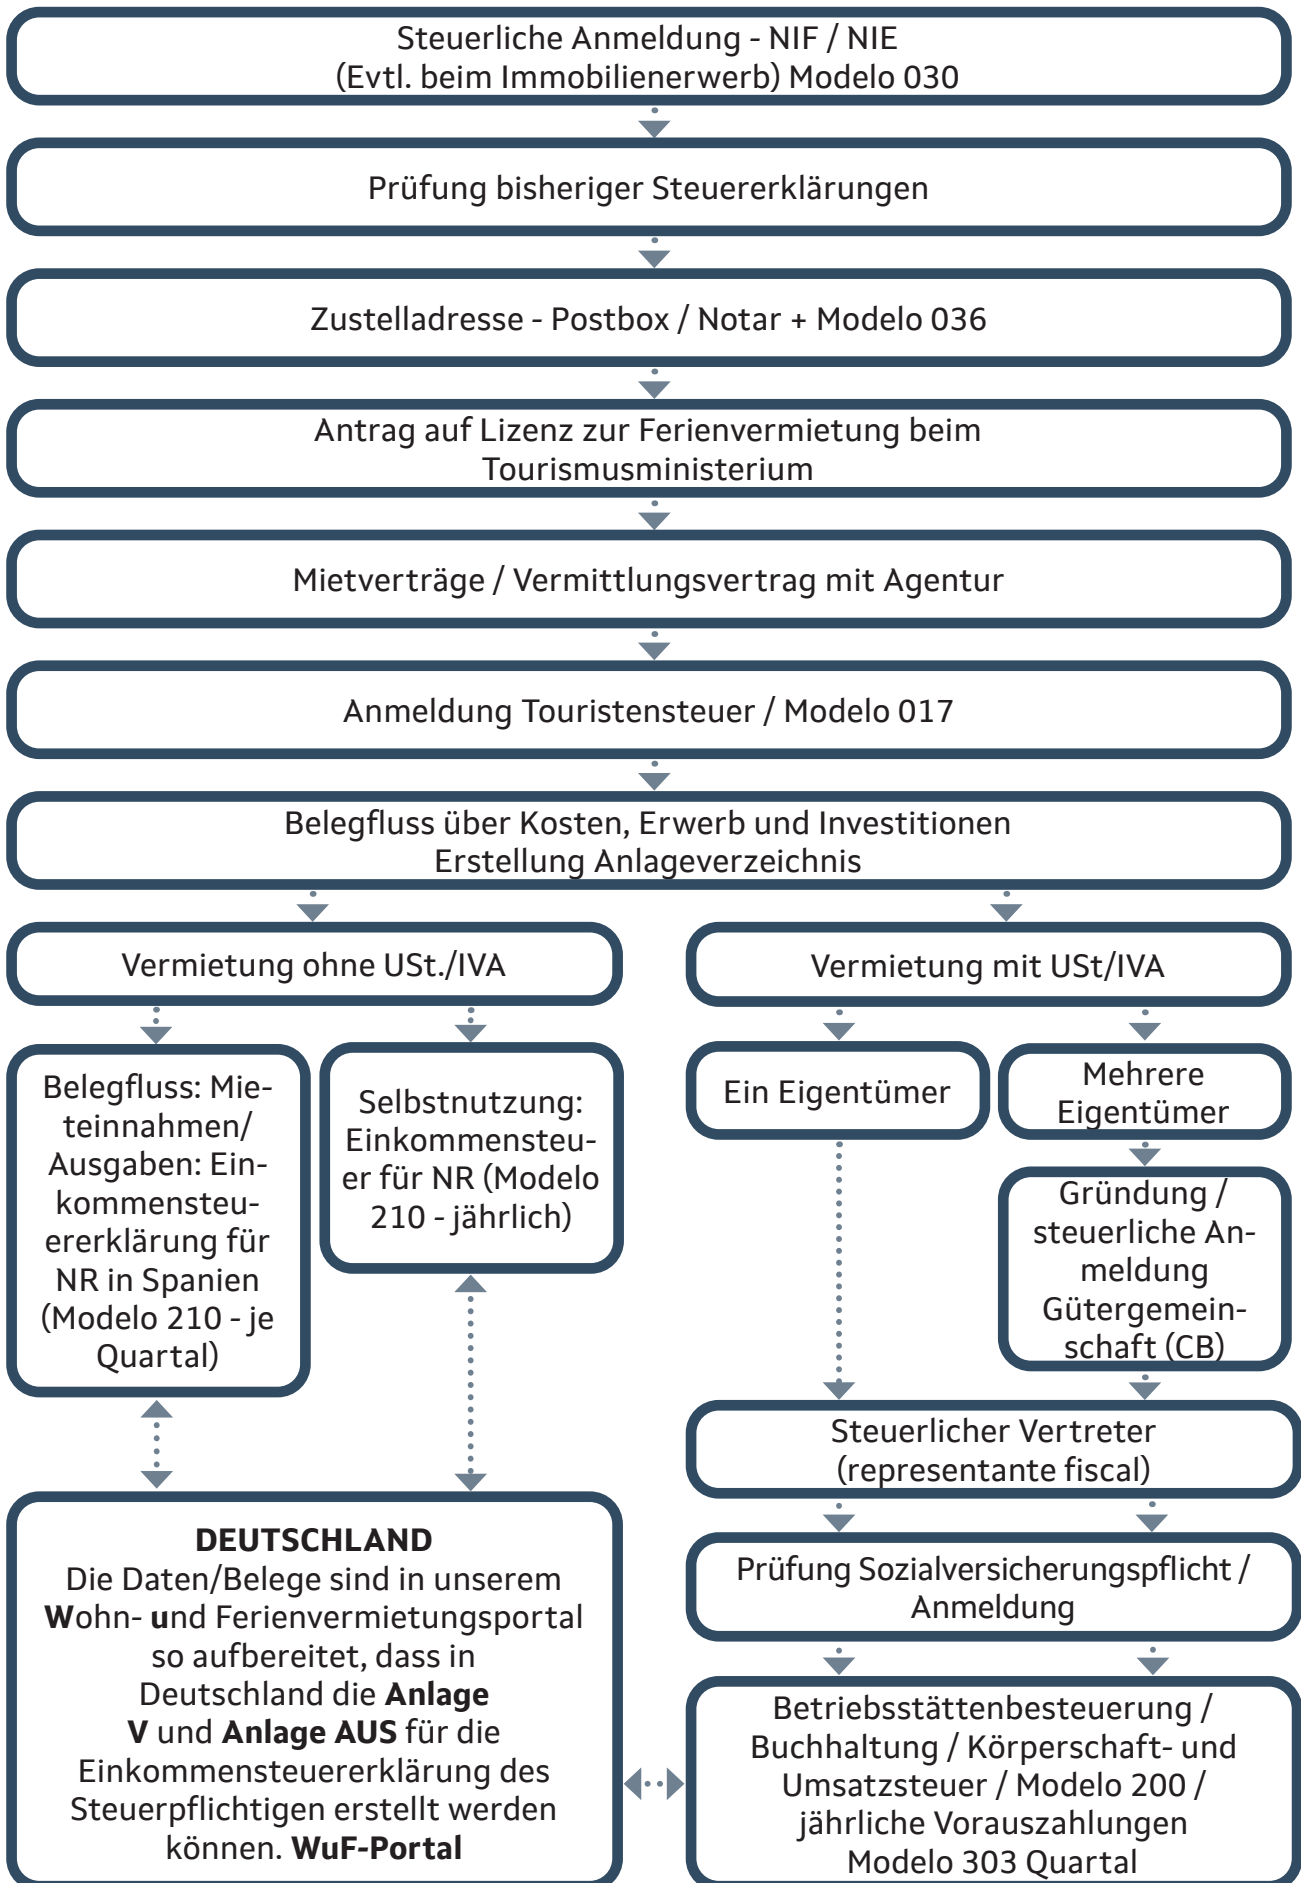 Steuerliche Anmeldung - NIF / NIE
(Evtl. beim Immobilienerwerb) Modelo 030
Prüfung bisheriger Steuererklärungen
Zustelladresse - Postbox / Notar + Modelo 036
Antrag auf Lizenz zur Ferienvermietung beim
Tourismusministerium
Mietverträge / Vermittlungsvertrag mit Agentur
Anmeldung Touristensteuer / Modelo 017
Belegfluss über Kosten, Erwerb und Investitionen
Erstellung Anlageverzeichnis
Vermietung ohne USt./IVA
Belegfluss: Mie-
teinnahmen/
Ausgaben: Ein-
kommensteu-
ererklärung für
NR in Spanien
(Modelo 210 - je
Quartal)
Selbstnutzung:
Einkommensteu-
er für NR (Modelo
210 - jährlich)
DEUTSCHLAND
Die Daten/Belege sind in unserem
Wohn- und Ferienvermietungsportal
so aufbereitet, dass in
Deutschland die Anlage
V und Anlage AUS für die
Einkommensteuererklärung des
Steuerpflichtigen erstellt werden
können. WuF-Portal
Vermietung mit USt/IVA
Ein Eigentümer
Mehrere
Eigentümer
Gründung /
steuerliche An-
meldung
Gütergemein-
schaft (CB)
Steuerlicher Vertreter
(representante fiscal)
Prüfung Sozialversicherungspflicht /
Anmeldung
Betriebsstättenbesteuerung /
Buchhaltung / Körperschaft- und
Umsatzsteuer / Modelo 200 /
jährliche Vorauszahlungen
Modelo 303 Quartal